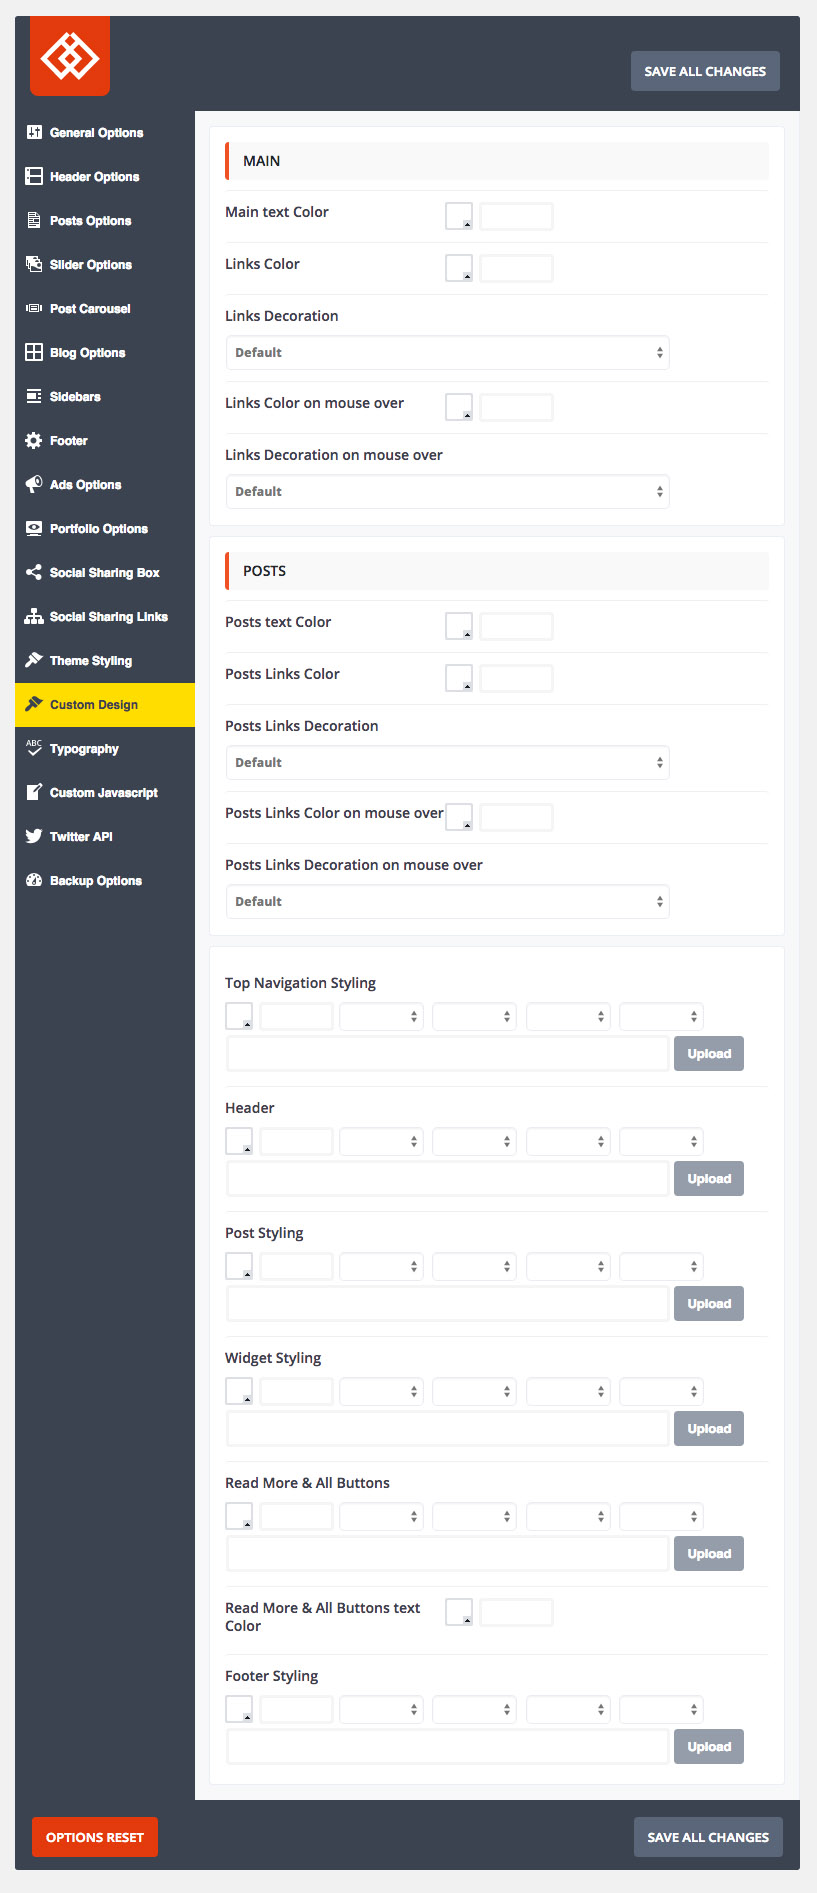 SAVE ALL CHANGES
General Options
Header Options
Posts Options
Slider Options
Post Carousel
Blog Options
Sidebars
Footer
Ads Options
Portfolio Options
Social Sharing Box
Social Sharing Links
Theme Styling
Custom Design
ABC
Typography
Custom Javascript
Twitter API
Backup Options
MAIN
Main text Color
Links Color
Links Decoration
Default
Links Color on mouse over
Links Decoration on mouse over
Default
POSTS
Posts text Color
Posts Links Color
Posts Links Decoration
Default
Posts Links Color on mouse over
Posts Links Decoration on mouse over
Default
Top Navigation Styling
Upload
Header
Upload
Post Styling
Upload
Widget Styling
Upload
Read More & All Buttons
Upload
Read More & All Buttons text
Color
Footer Styling
Upload
OPTIONS RESET
SAVE ALL CHANGES